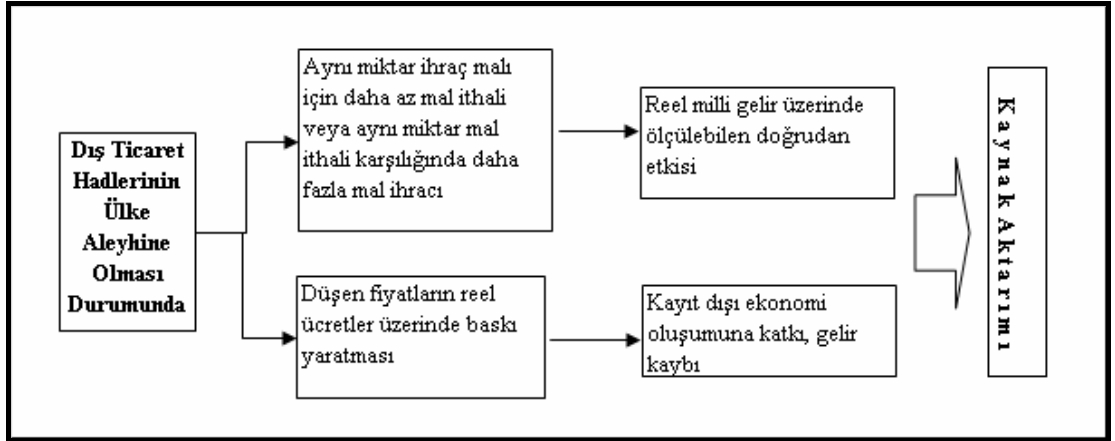 Dış Ticaret
Hadlerinin
Ülke
Aleyhine
Olması
Durumunda
Aynı miktar ihraç malı
için daha az mal ithali
veya aynı miktar mal
ithali karşılığında daha
fazla mal ihracı
Reel milli gelir üzerinde
ölçülebilen doğrudan
etkisi
Düşen fiyatların reel
ücretler üzerinde baskı
yaratması
Kayıt dışı ekonomi
oluşumuna katkı, gelir
kaybı
Kaynak Aktarımı